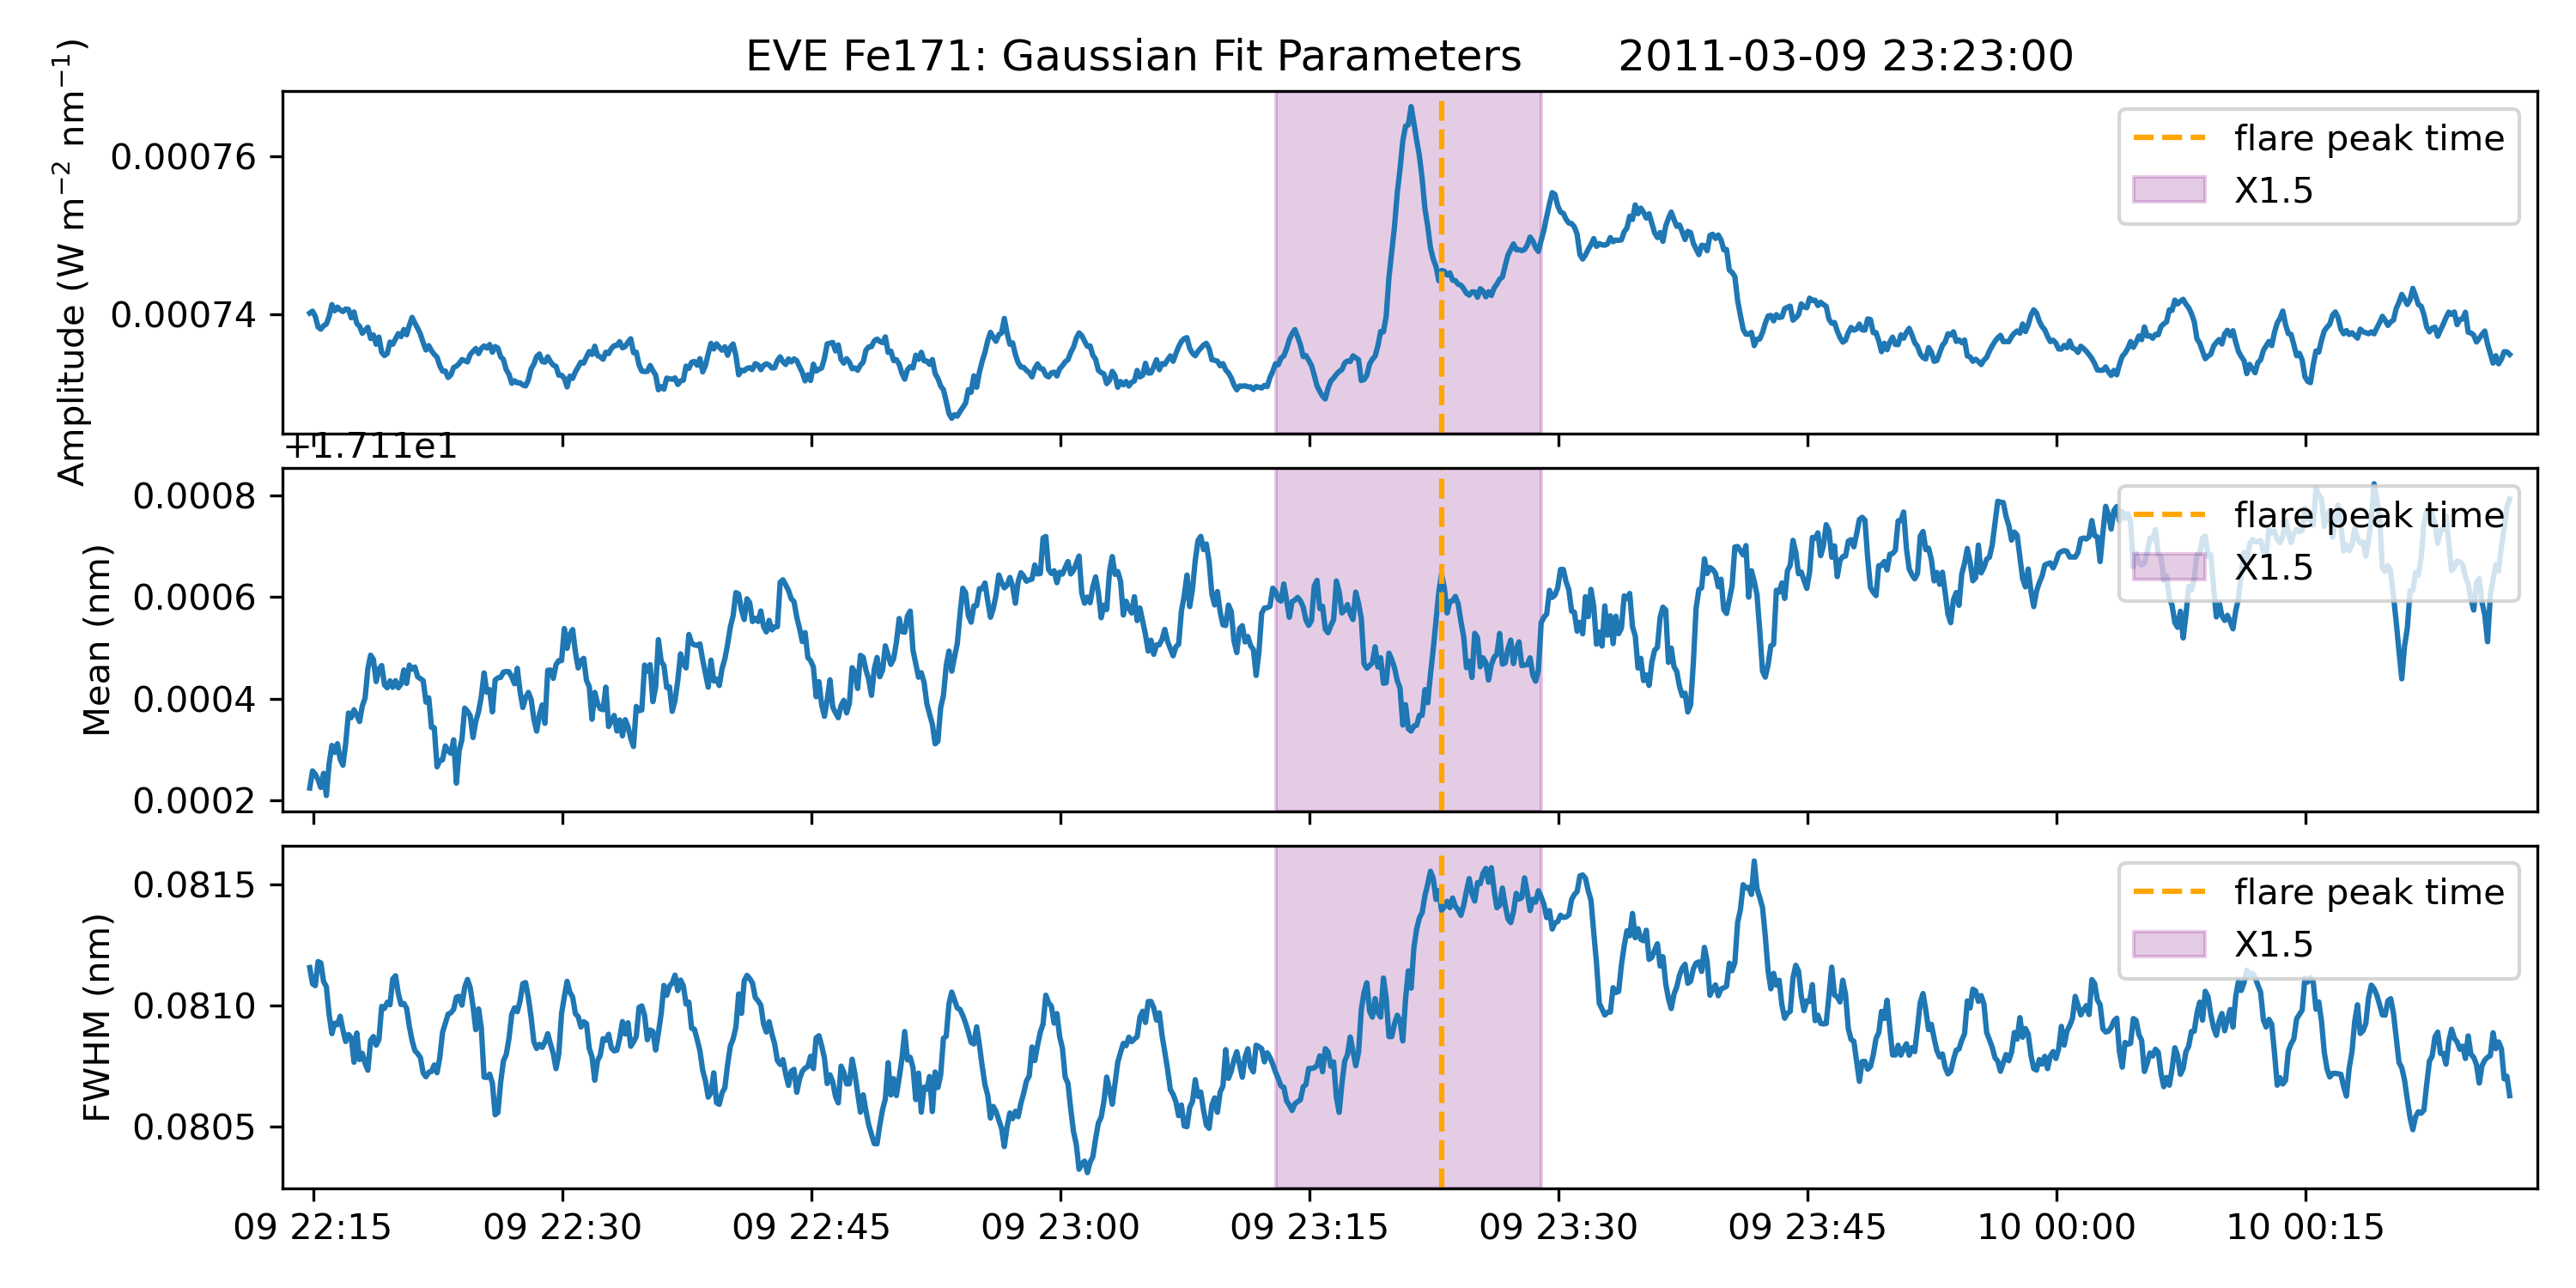 EVE Fe171: Gaussian Fit Parameters 2011-03-09 23:23:00
Amplitude (W m⁻² nm⁻¹)
0.00076
0.00074
flare peak time
X1.5
+1.711e1
Mean (nm)
0.0008
0.0006
0.0004
0.0002
flare peak time
X1.5
FWHM (nm)
0.0815
0.0810
0.0805
flare peak time
X1.5
09 22:15 09 22:30 09 22:45 09 23:00 09 23:15 09 23:30 09 23:45 10 00:00 10 00:15